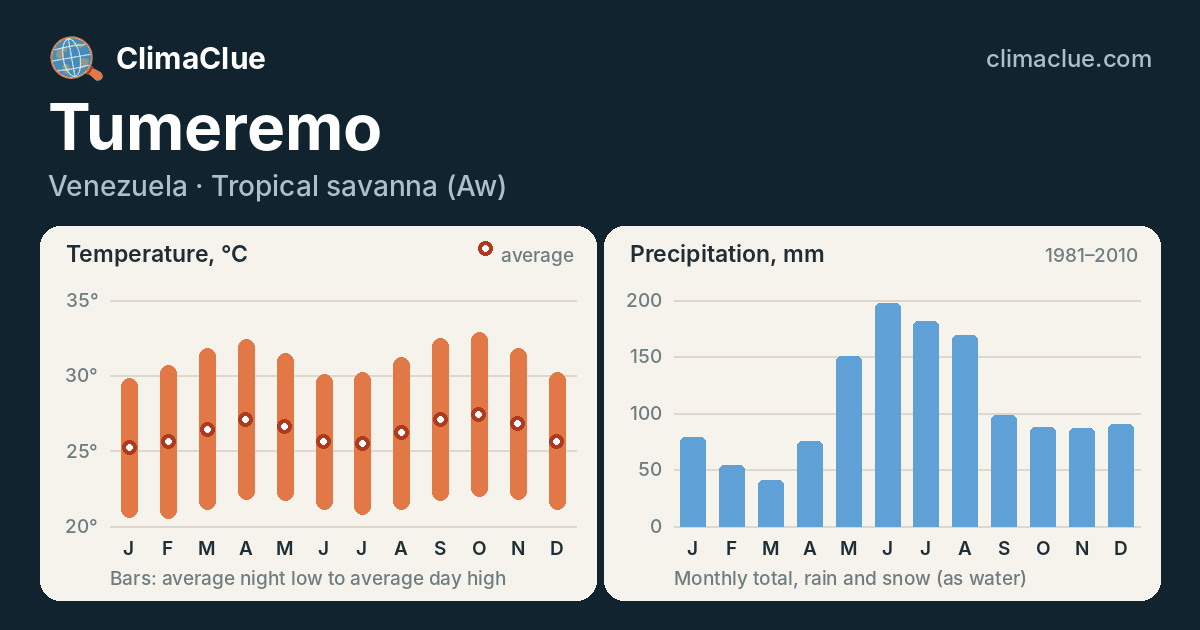 ClimaClue
climaclue.com
Tumeremo
Venezuela · Tropical savanna (Aw)
Temperature, °C
average
35°
30°
25°
20°
J F M A M J J A S O N D
Bars: average night low to average day high
Precipitation, mm
1981–2010
200
150
100
50
0
J F M A M J J A S O N D
Monthly total, rain and snow (as water)